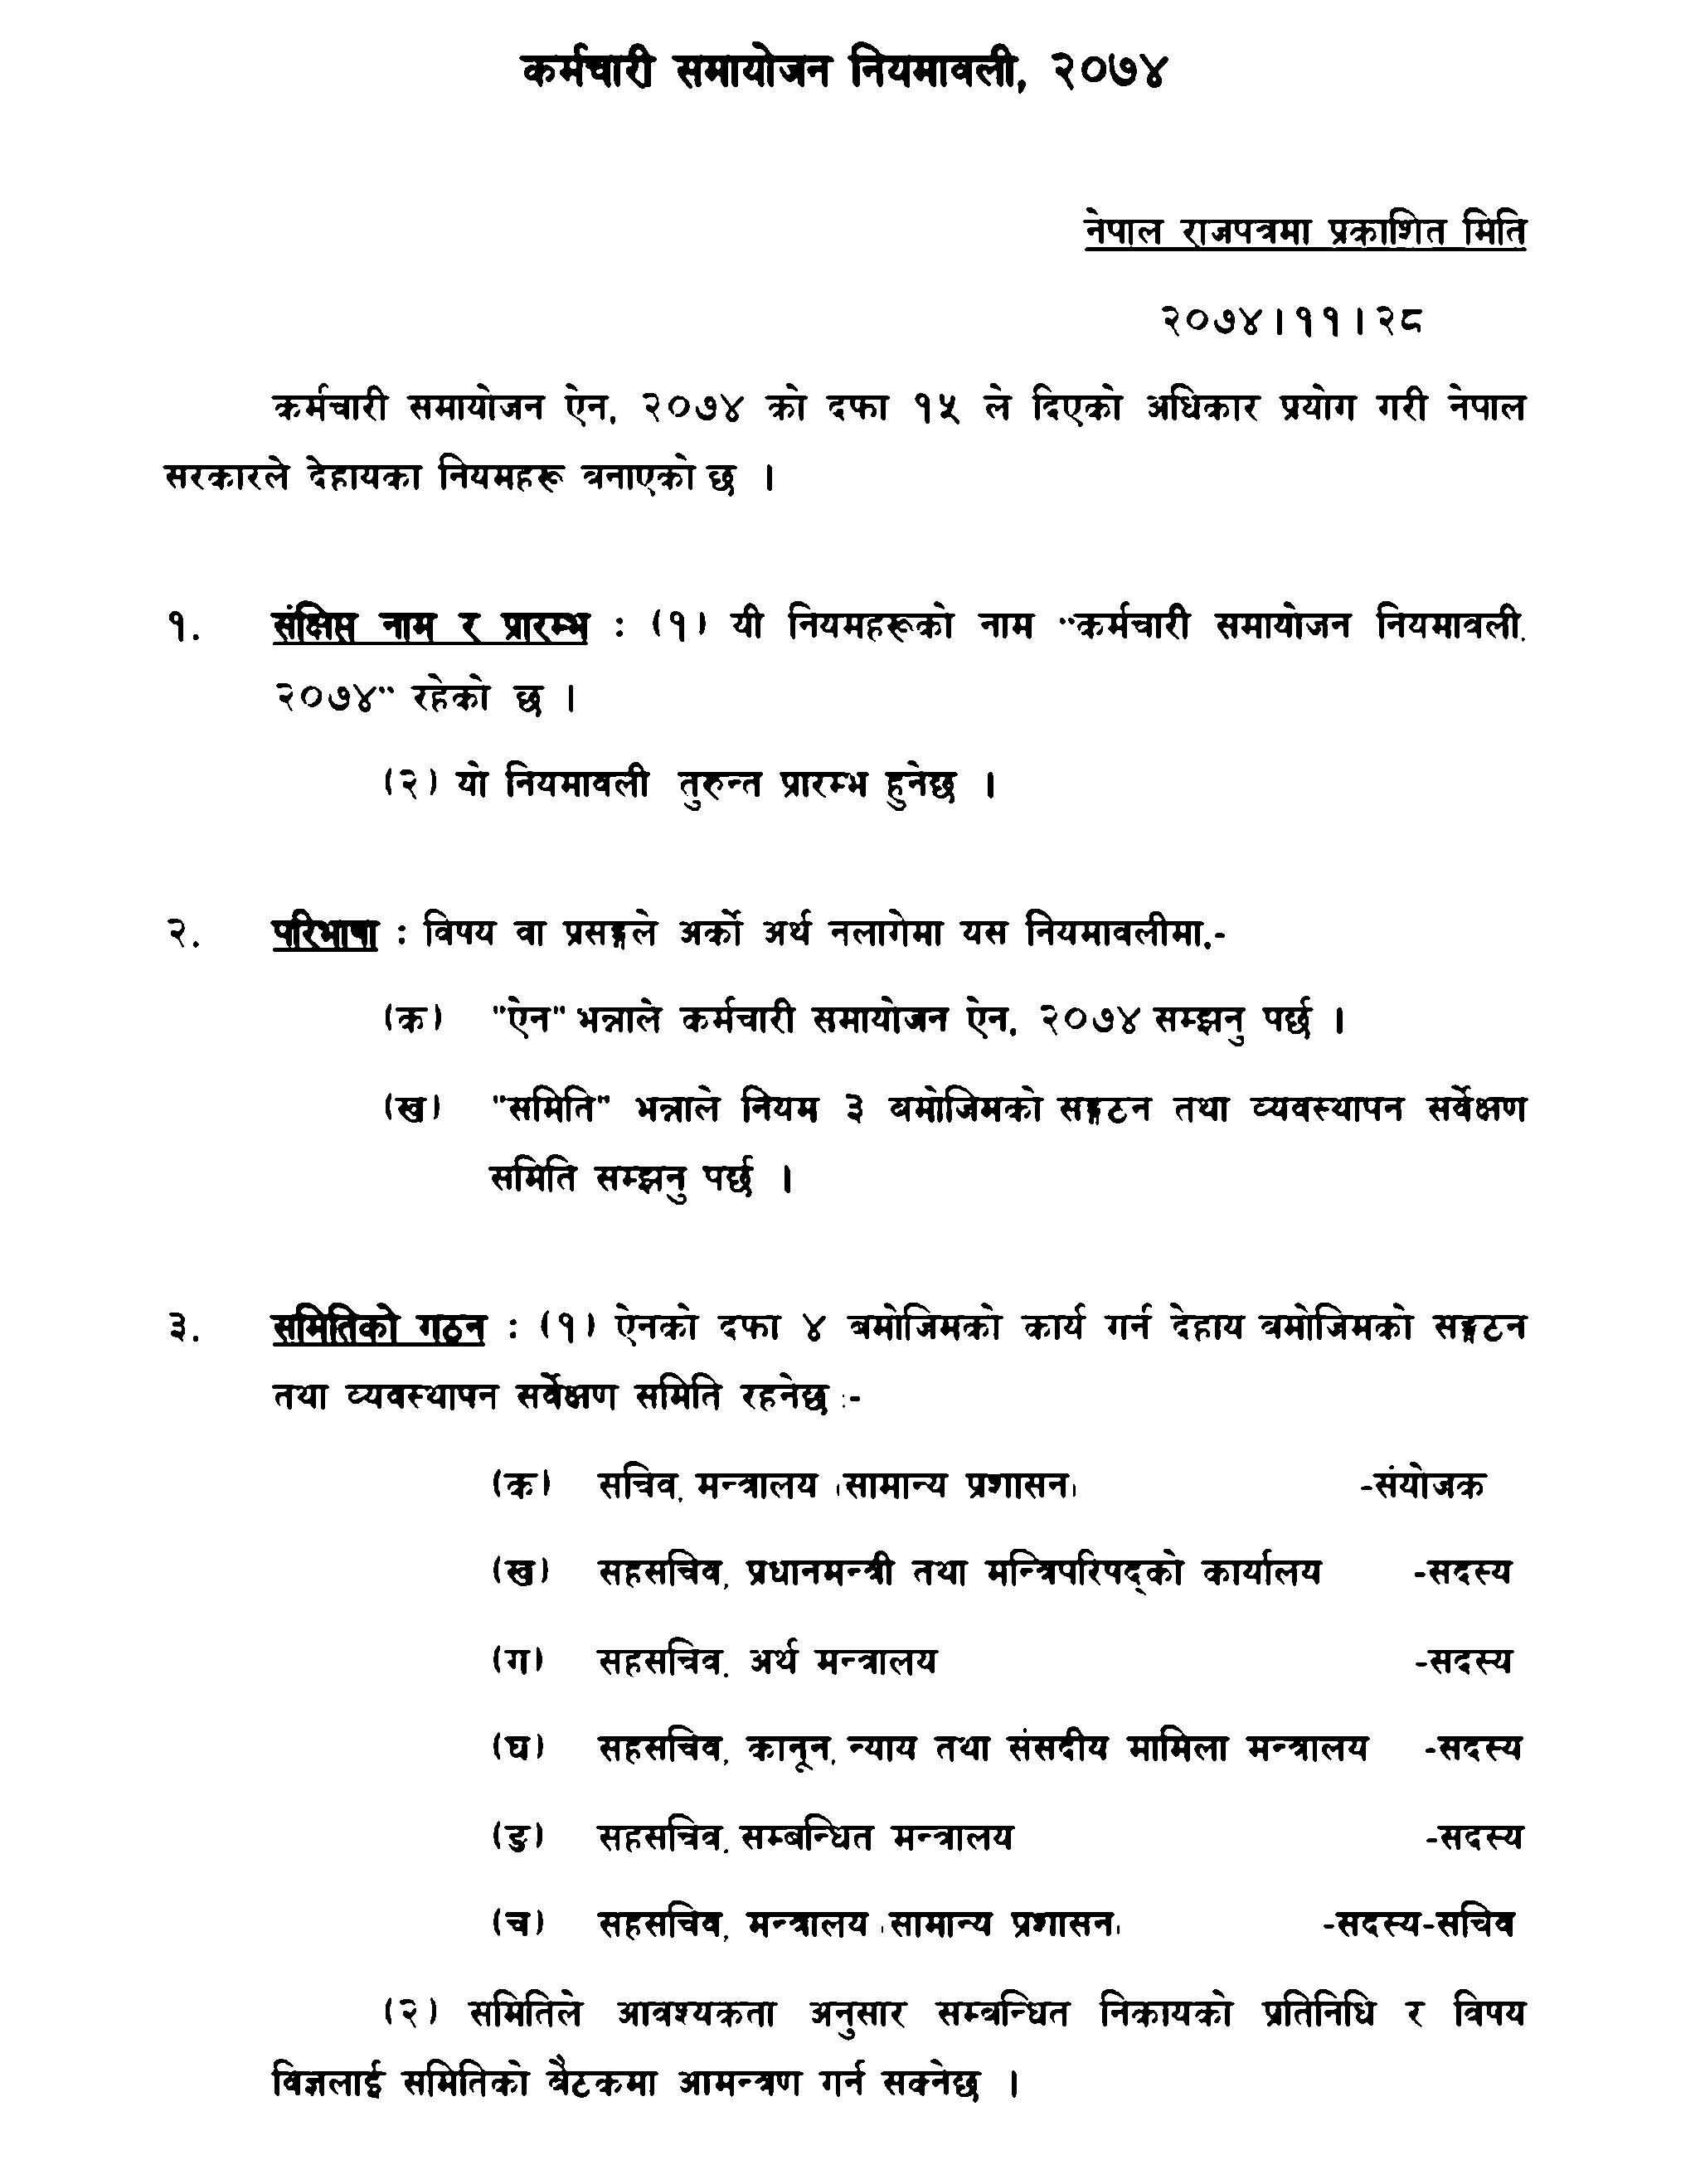 कर्मचारी समायोजन नियमावली, २०७४
नेपाल राजपत्रमा प्रकाशित मिति
२०७४।११।२८
कर्मचारी समायोजन ऐन, २०७४ को दफा १५ ले दिएको अधिकार प्रयोग गरी नेपाल
सरकारले देहायका नियमहरू बनाएको छ ।
१. संक्षिप्त नाम र प्रारम्भ : (१) यी नियमहरूको नाम "कर्मचारी समायोजन नियमावली,
२०७४" रहेको छ ।
(२) यो नियमावली तुरुन्त प्रारम्भ हुनेछ ।
२. परिभाषा : विषय वा प्रसङ्गले अर्को अर्थ नलागेमा यस नियमावलीमा,-
(क) "ऐन" भन्नाले कर्मचारी समायोजन ऐन, २०७४ सम्झनु पर्छ ।
(ख) "समिति" भन्नाले नियम ३ बमोजिमको सङ्गठन तथा व्यवस्थापन सर्वेक्षण
समिति सम्झनु पर्छ ।
३. समितिको गठन : (१) ऐनको दफा ४ बमोजिमको कार्य गर्न देहाय बमोजिमको सङ्गठन
तथा व्यवस्थापन सर्वेक्षण समिति रहनेछ :-
(क) सचिव, मन्त्रालय (सामान्य प्रशासन) -संयोजक
(ख) सहसचिव, प्रधानमन्त्री तथा मन्त्रिपरिषद्को कार्यालय -सदस्य
(ग) सहसचिव, अर्थ मन्त्रालय -सदस्य
(घ) सहसचिव, कानून, न्याय तथा संसदीय मामिला मन्त्रालय -सदस्य
(ङ) सहसचिव, सम्बन्धित मन्त्रालय -सदस्य
(च) सहसचिव, मन्त्रालय (सामान्य प्रशासन) -सदस्य-सचिव
(२) समितिले आवश्यकता अनुसार सम्बन्धित निकायको प्रतिनिधि र विषय
विज्ञलाई समितिको बैठकमा आमन्त्रण गर्न सक्नेछ ।